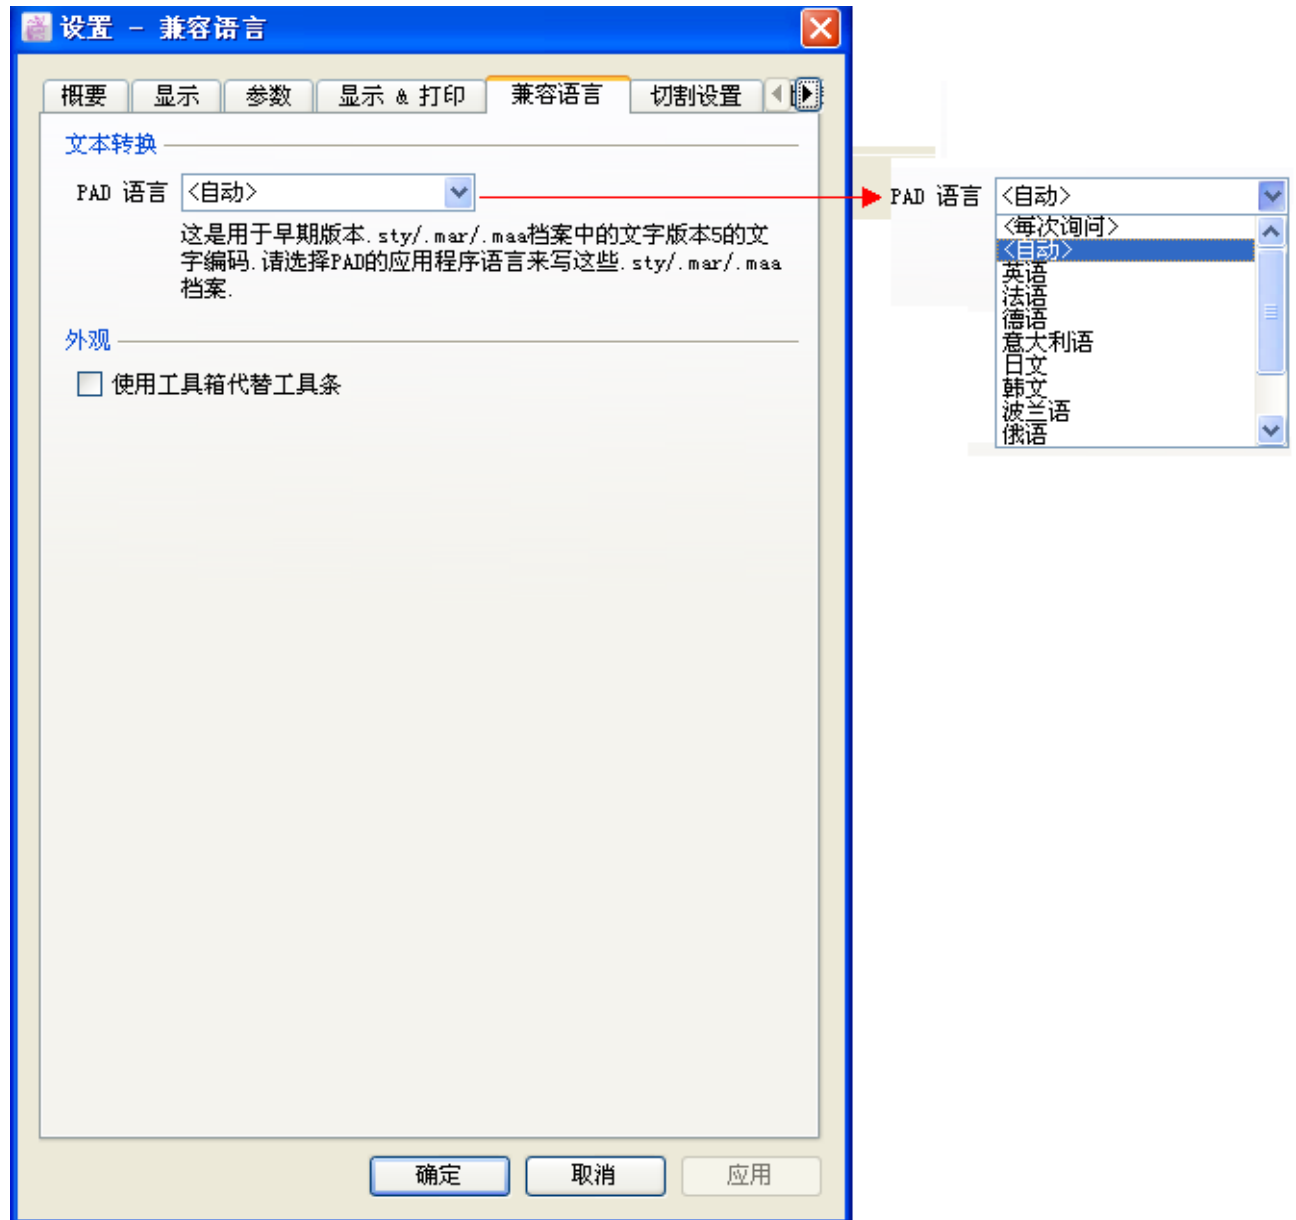 设置 - 兼容语言
概要 显示 参数 显示 & 打印 兼容语言 切割设置
文本转换
PAD 语言 <自动>
这是用于早期版本.sty/.mar/.maa档案中的文字版本5的文
字编码.请选择PAD的应用程序语言来写这些.sty/.mar/.maa
档案.
外观
使用工具箱代替工具条
确定 取消 应用
PAD 语言 <自动>
<每次询问>
<自动>
英语
法语
德语
意大利语
日文
韩文
波兰语
俄语